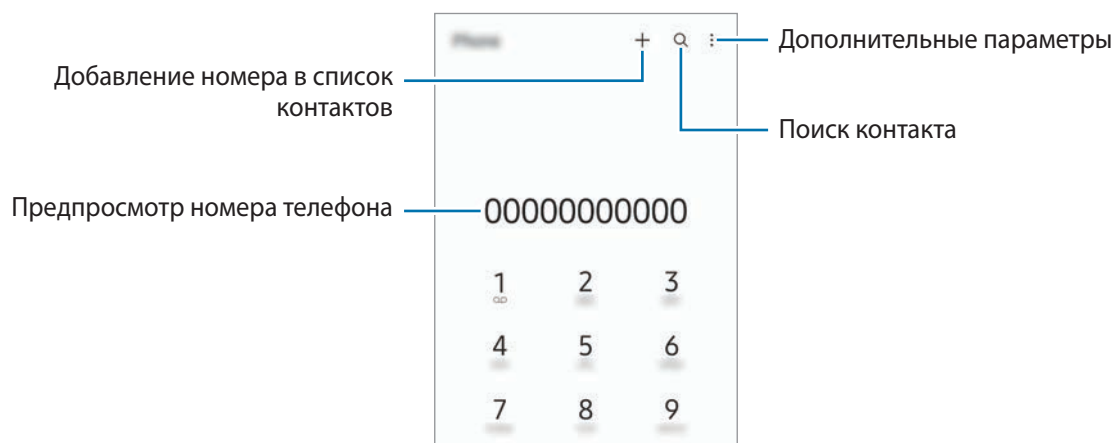 Phone
Дополнительные параметры
Добавление номера в список
контактов
Поиск контакта
Предпросмотр номера телефона
00000000000
1 2 3
4 5 6
7 8 9